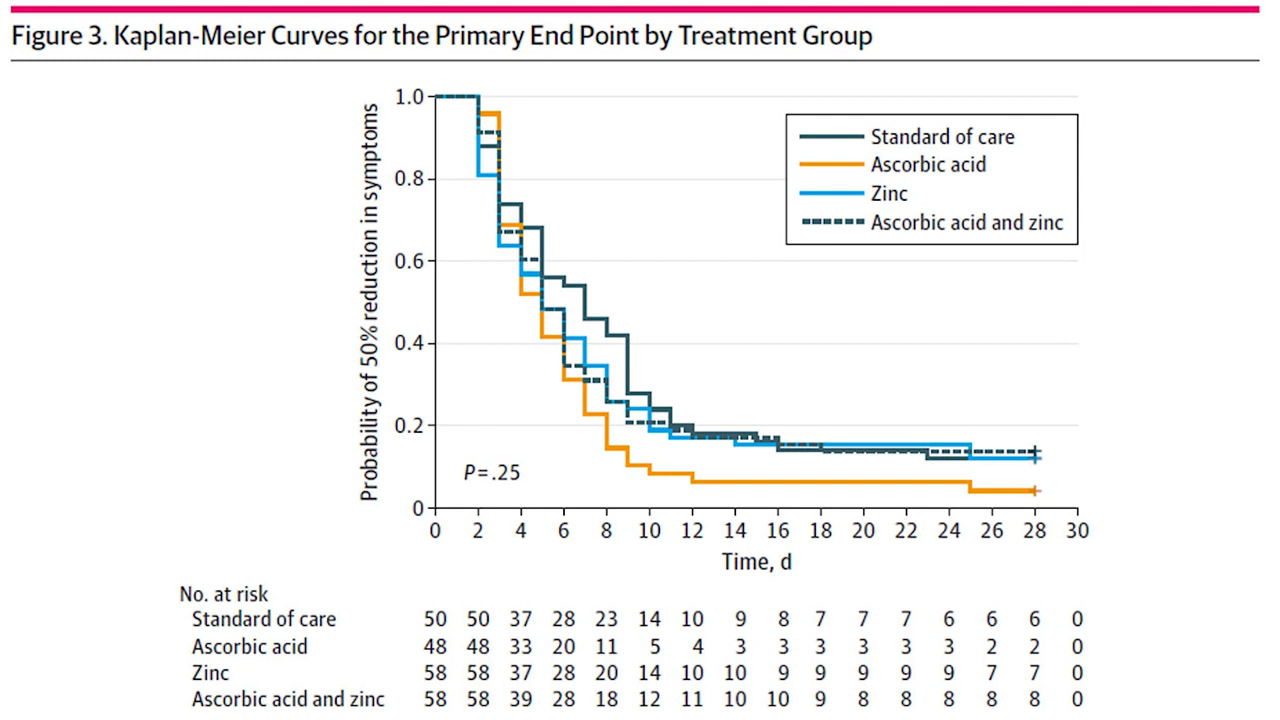 Figure 3. Kaplan-Meier Curves for the Primary End Point by Treatment Group
Probability of 50% reduction in symptoms
1.0
0.8
0.6
0.4
0.2
0
Standard of care
Ascorbic acid
Zinc
Ascorbic acid and zinc
P = .25
0 2 4 6 8 10 12 14 16 18 20 22 24 26 28 30
Time, d
No. at risk
Standard of care 50 50 37 28 23 14 10 9 8 7 7 7 6 6 6 0
Ascorbic acid 48 48 33 20 11 5 4 3 3 3 3 3 3 2 2 0
Zinc 58 58 37 28 20 14 10 10 9 9 9 9 9 7 7 0
Ascorbic acid and zinc 58 58 39 28 18 12 11 10 10 9 8 8 8 8 8 0